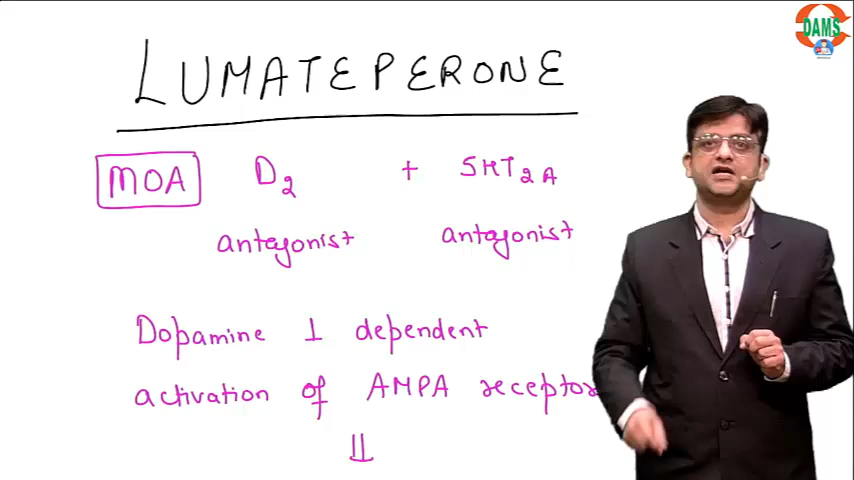 DAMS
LUMATEPERONE
MOA D2 + 5HT2A
antagonist antagonist
Dopamine 1 dependent
activation of AMPA receptor